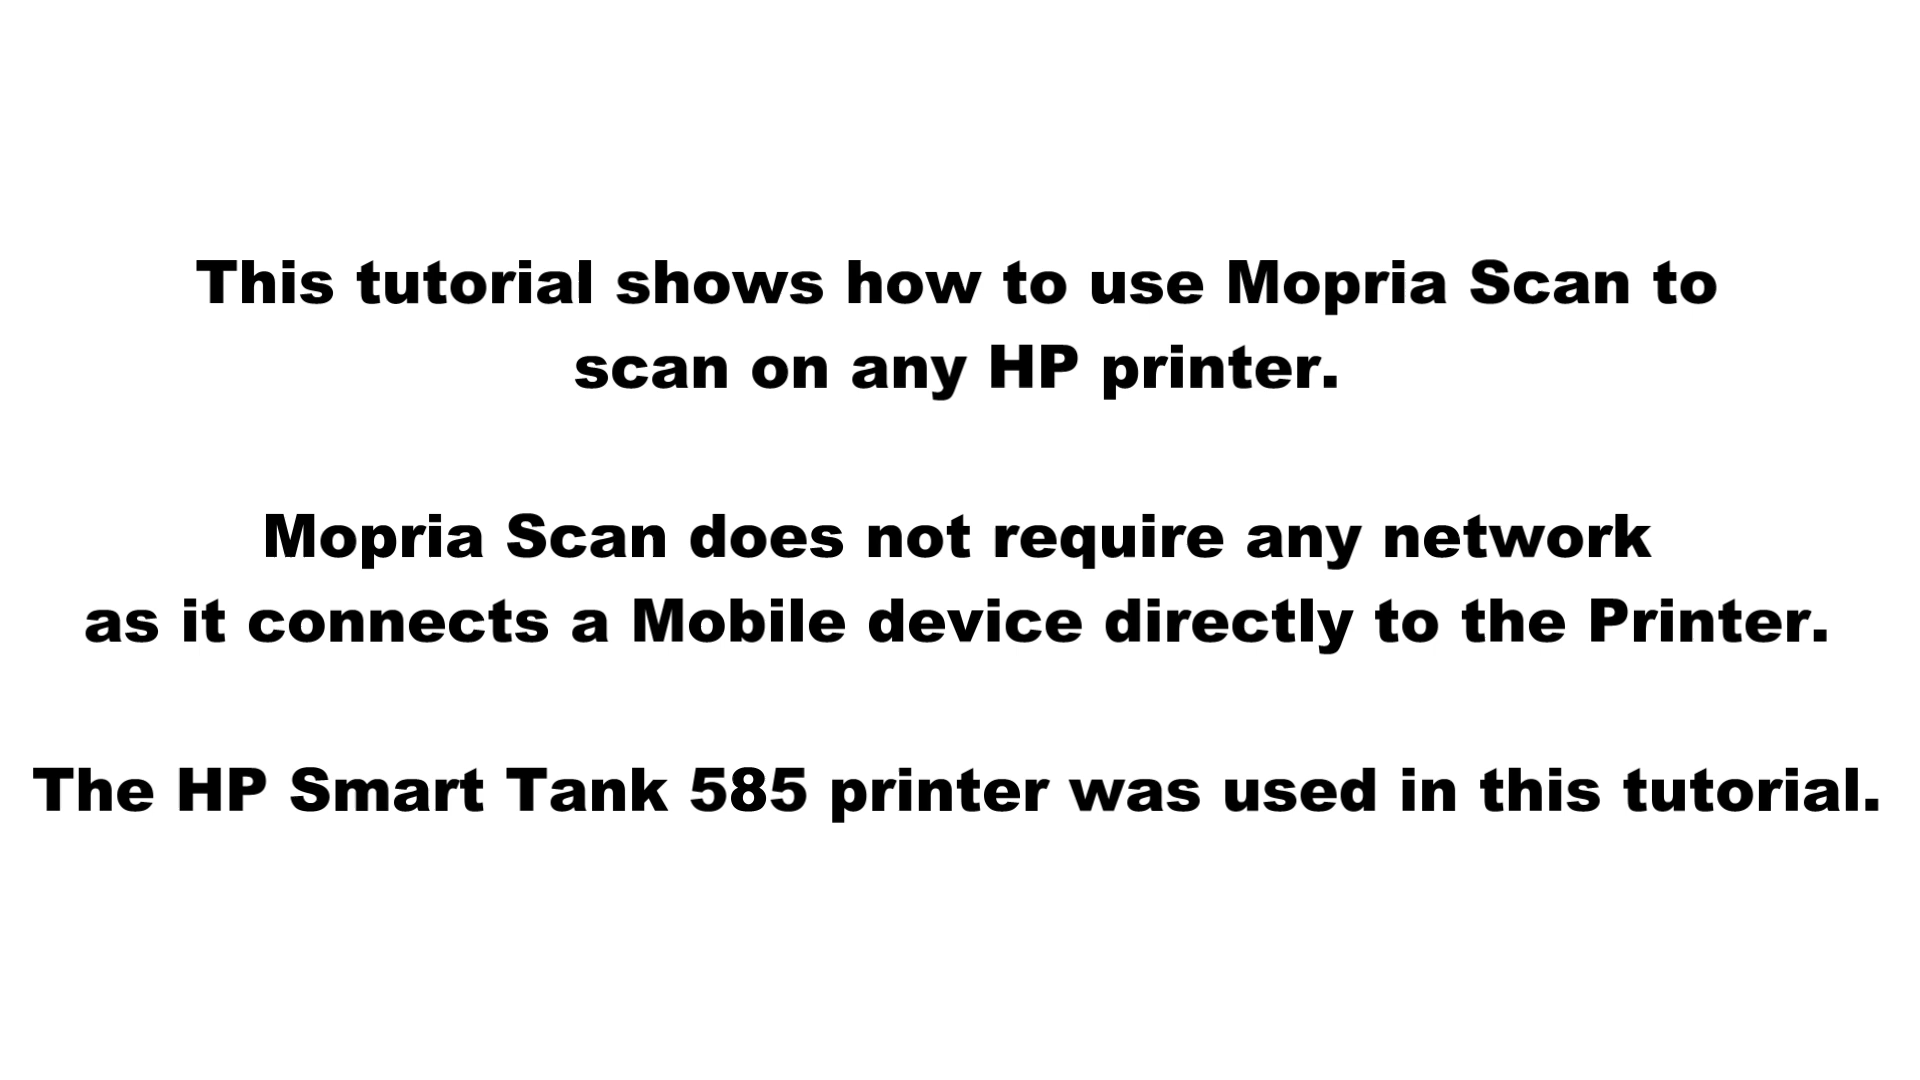 This tutorial shows how to use Mopria Scan to
scan on any HP printer.
Mopria Scan does not require any network
as it connects a Mobile device directly to the Printer.
The HP Smart Tank 585 printer was used in this tutorial.